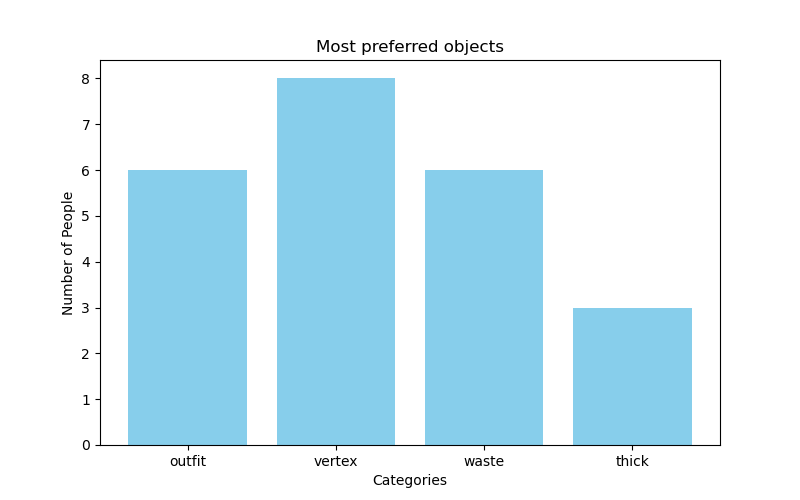 Most preferred objects
Number of People
8
7
6
5
4
3
2
1
0
outfit vertex waste thick
Categories